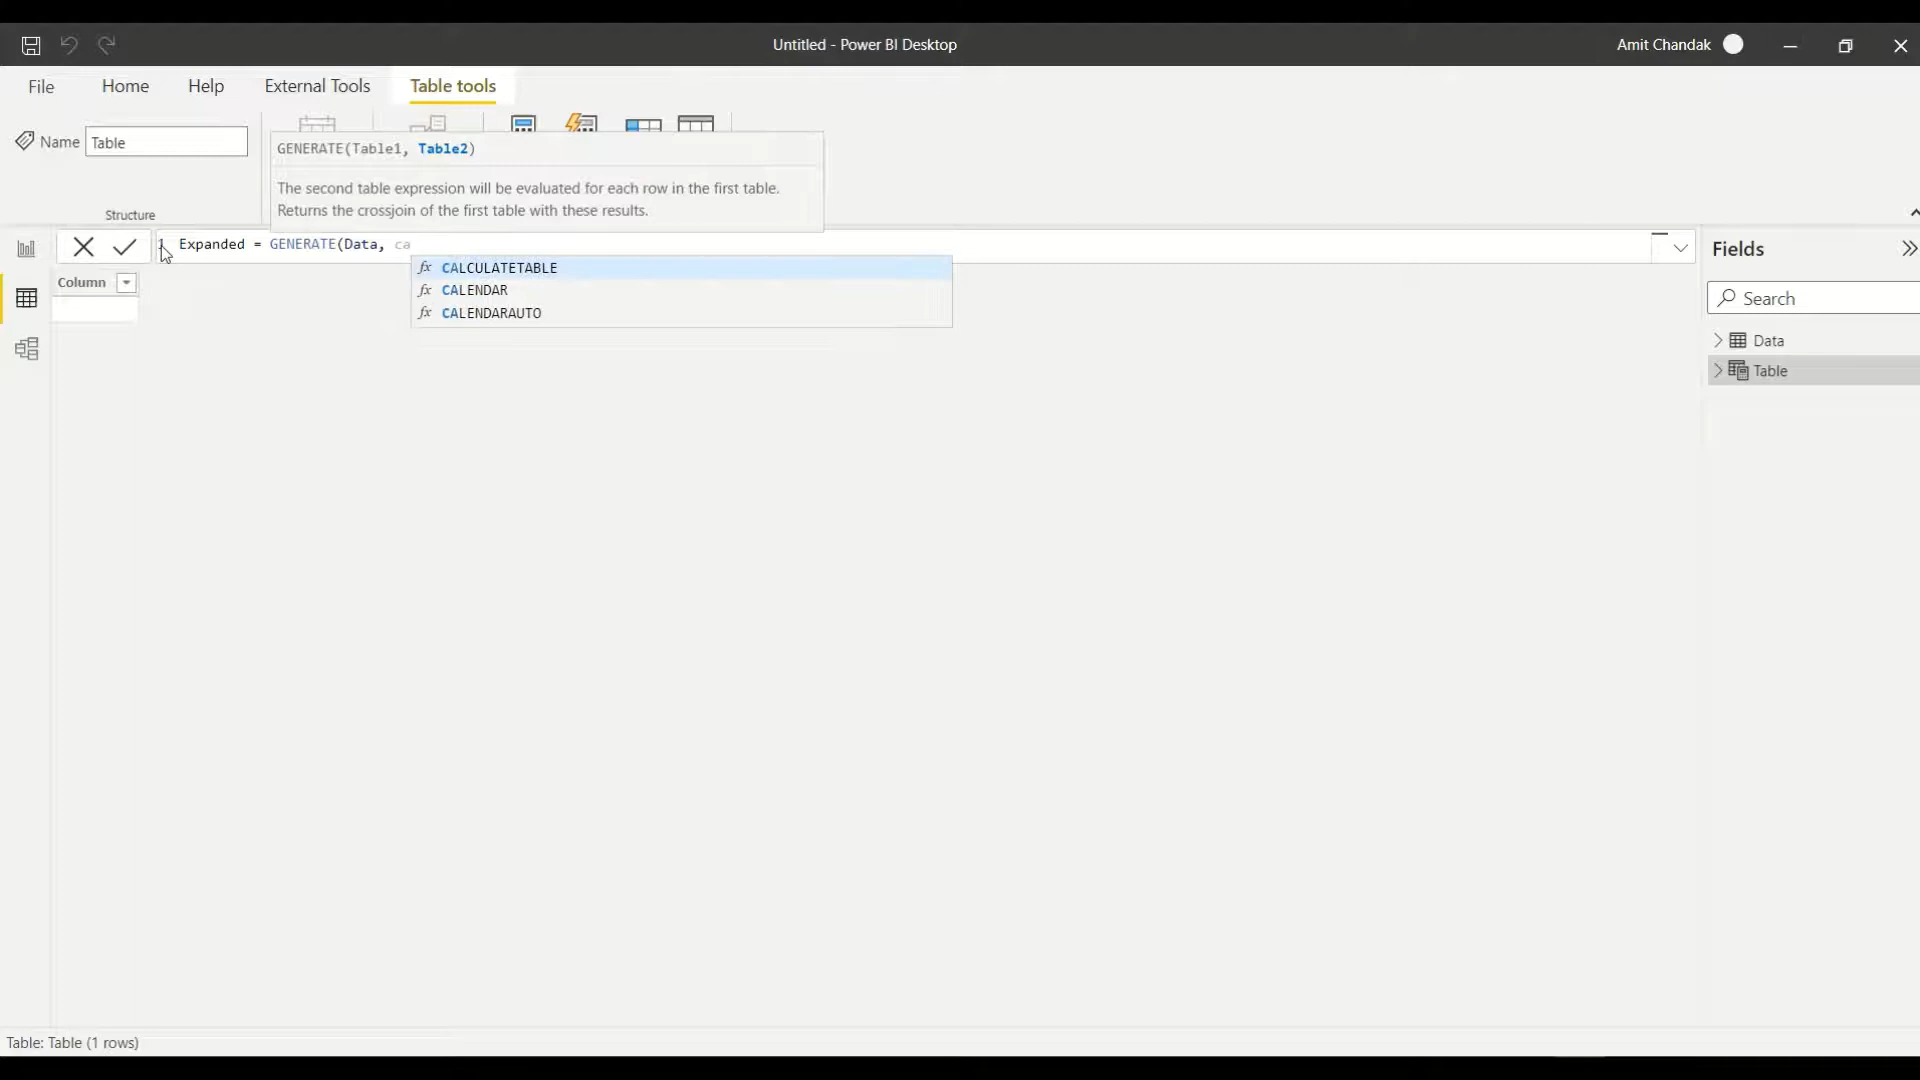 Untitled - Power BI Desktop
Amit Chandak
File Home Help External Tools Table tools
Name Table
GENERATE(Table1, Table2)
The second table expression will be evaluated for each row in the first table.
Returns the crossjoin of the first table with these results.
Structure
1 Expanded = GENERATE(Data, ca
Fields
fx CALCULATETABLE
fx CALENDAR
fx CALENDARAUTO
Column
Search
Data
Table
Table: Table (1 rows)